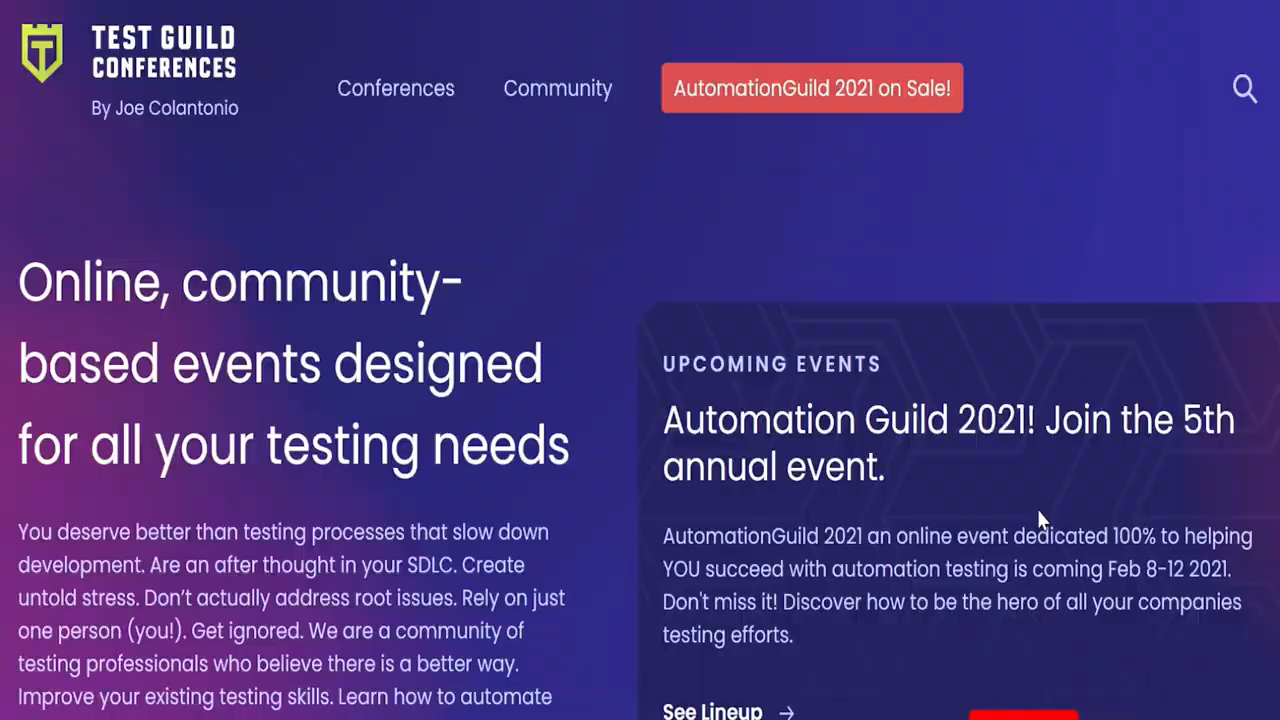 TEST GUILD
CONFERENCES
By Joe Colantonio
Conferences
Community
AutomationGuild 2021 on Sale!
Online, community-
based events designed
for all your testing needs
You deserve better than testing processes that slow down
development. Are an after thought in your SDLC. Create
untold stress. Don't actually address root issues. Rely on just
one person (you!). Get ignored. We are a community of
testing professionals who believe there is a better way.
Improve your existing testing skills. Learn how to automate
UPCOMING EVENTS
Automation Guild 2021! Join the 5th
annual event.
AutomationGuild 2021 an online event dedicated 100% to helping
YOU succeed with automation testing is coming Feb 8-12 2021.
Don't miss it! Discover how to be the hero of all your companies
testing efforts.
See Lineup →